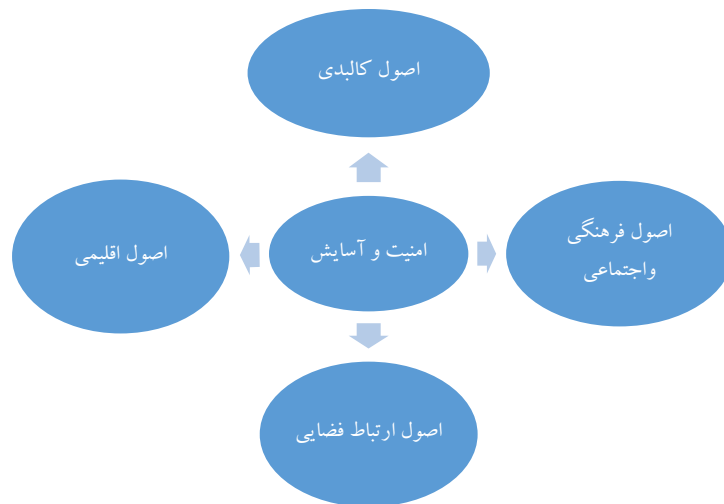 اصول کالبدی
اصول فرهنگی
واجتماعی
امنیت و آسایش
اصول اقلیمی
اصول ارتباط فضایی